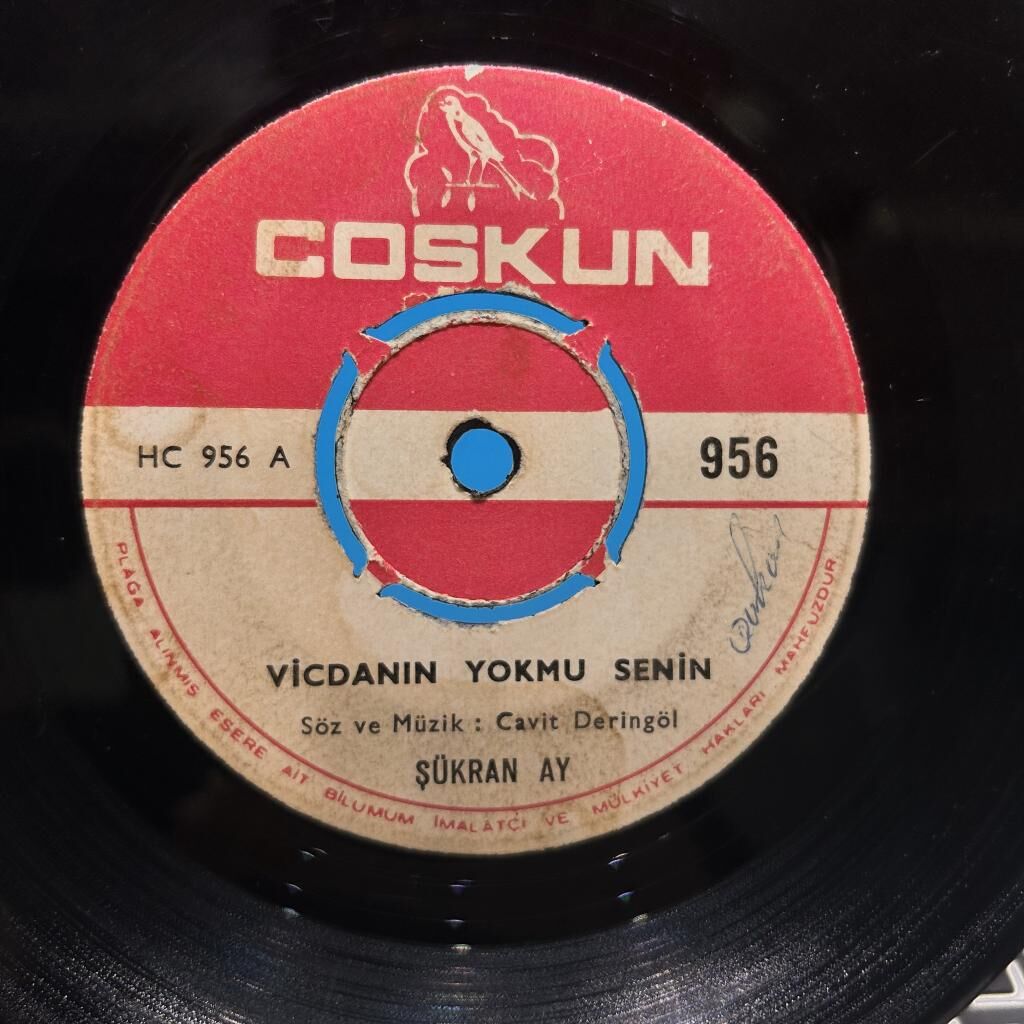 COSKUN
HC 956 A
956
VİCDANIN YOKMU SENİN
Söz ve Müzik : Cavit Deringöl
ŞÜKRAN AY
PLAĞA ALINMIŞ ESERE AİT BİLUMUM İMALATÇI VE MÜLKİYET HAKLARI MAHFUZDUR